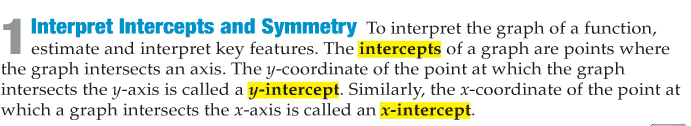 1 Interpret Intercepts and Symmetry To interpret the graph of a function,
estimate and interpret key features. The intercepts of a graph are points where
the graph intersects an axis. The y-coordinate of the point at which the graph
intersects the y-axis is called a y-intercept. Similarly, the x-coordinate of the point at
which a graph intersects the x-axis is called an x-intercept.